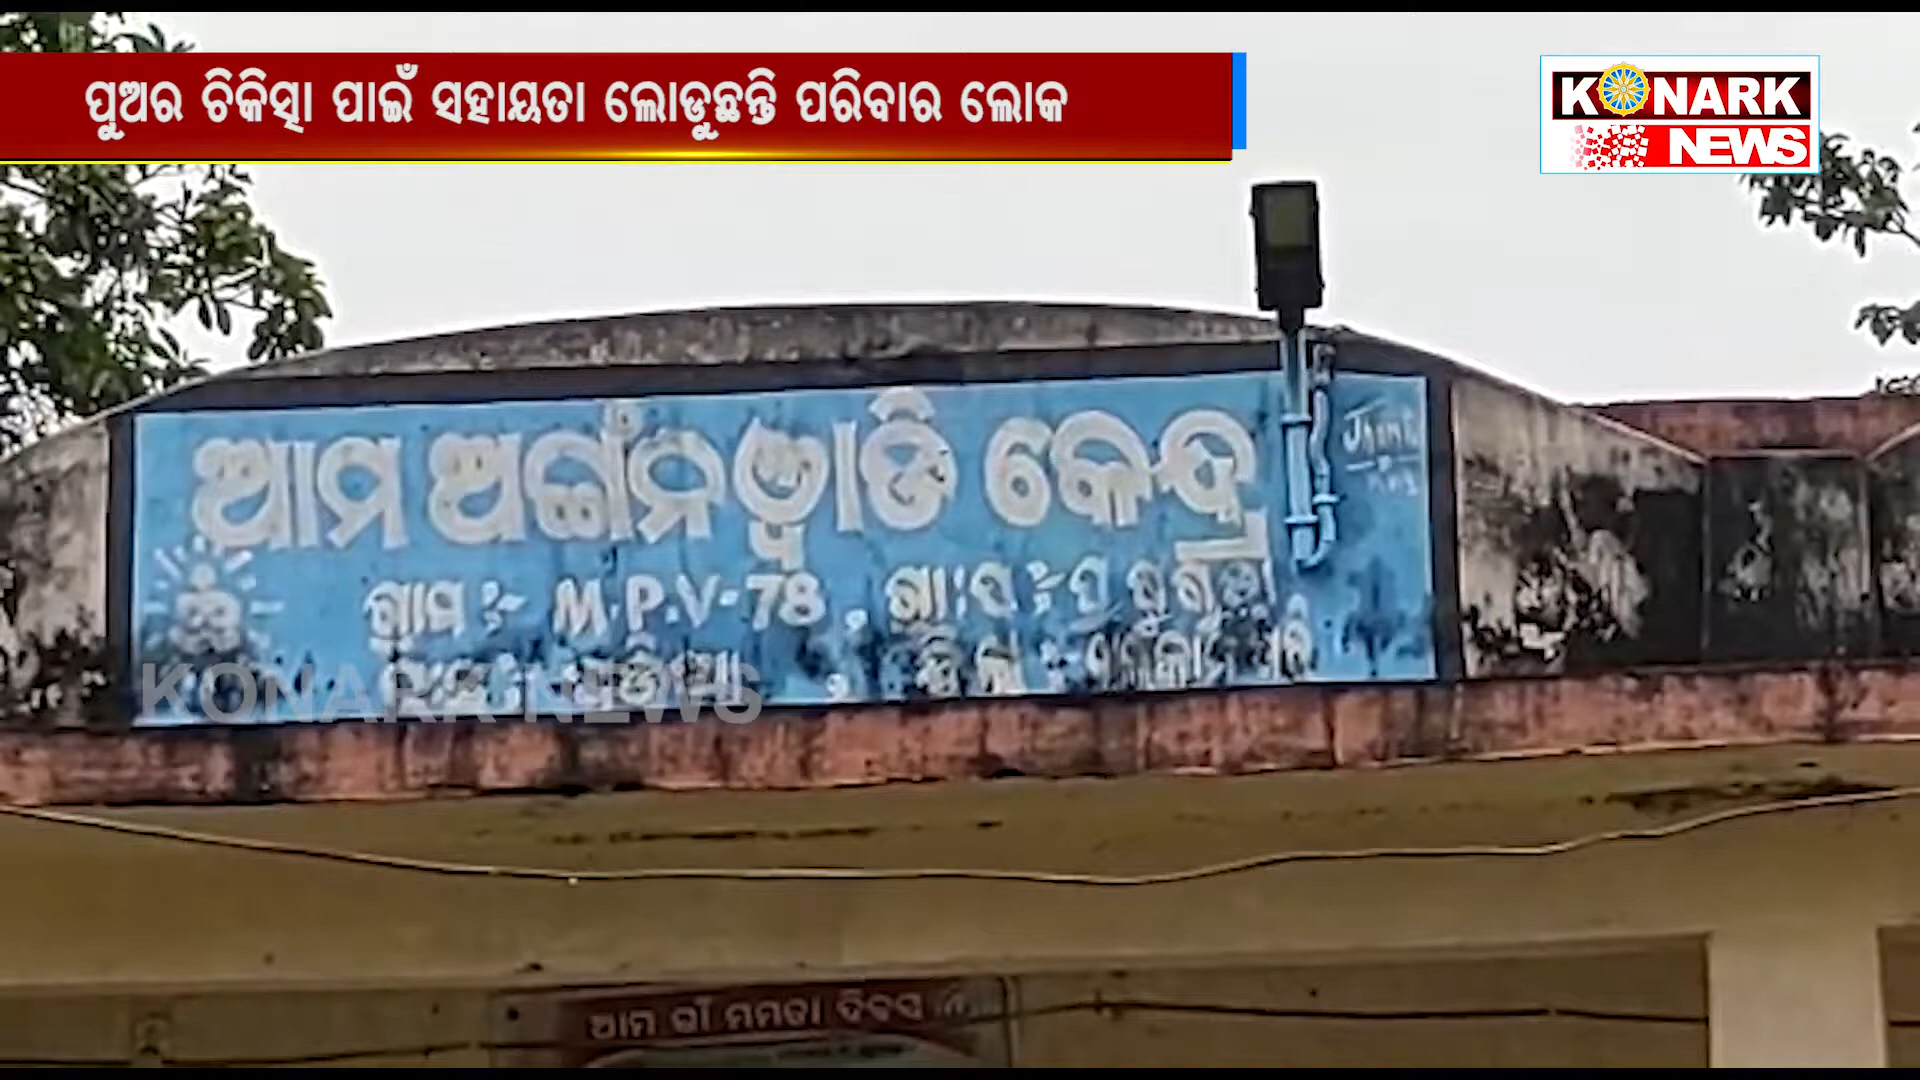 ପୁଅର ଚିକିତ୍ସା ପାଇଁ ସହାୟତା ଲୋଡୁଛନ୍ତି ପରିବାର ଲୋକ
KONARK
NEWS
ଆମ ଅଙ୍ଗନୱାଡି କେନ୍ଦ୍ର
ଗ୍ରାମ :- M.P.V-78, ଗ୍ରା:ପ :-
KONARK NEWS
ଆମ ଗାଁ ମମତା ଦିବସ